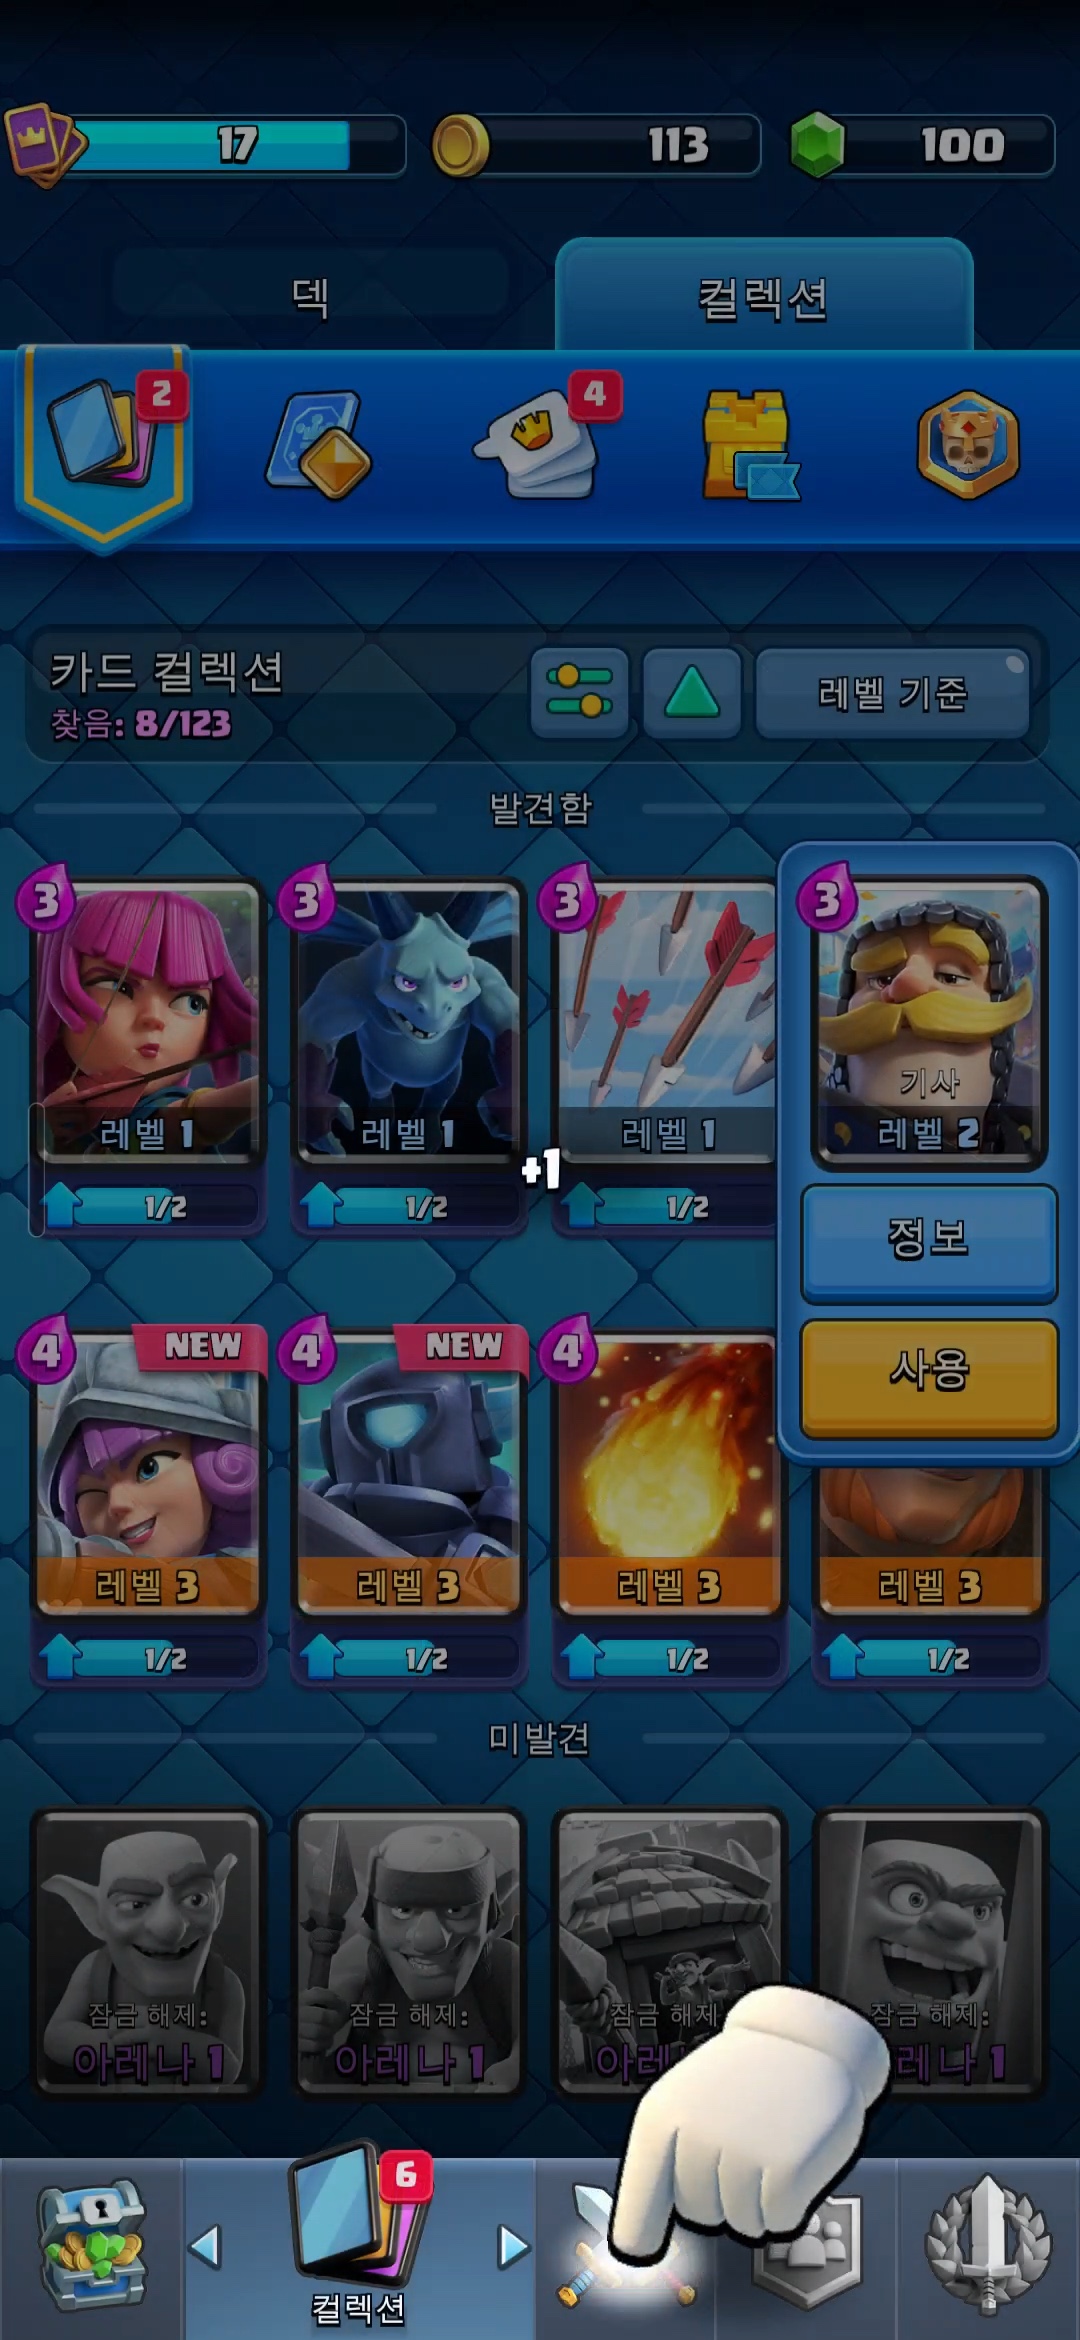 17
113
100
덱
컬렉션
2
4
카드 컬렉션
찾음: 8/123
레벨 기준
발견함
3
3
3
3
기사
레벨 1
레벨 1
레벨 1
레벨 2
+1
1/2
1/2
1/2
정보
4
NEW
4
NEW
4
사용
레벨 3
레벨 3
레벨 3
레벨 3
1/2
1/2
1/2
1/2
미발견
잠금 해제:
잠금 해제:
잠금 해제
잠금 해제:
아레나 1
아레나 1
6
컬렉션